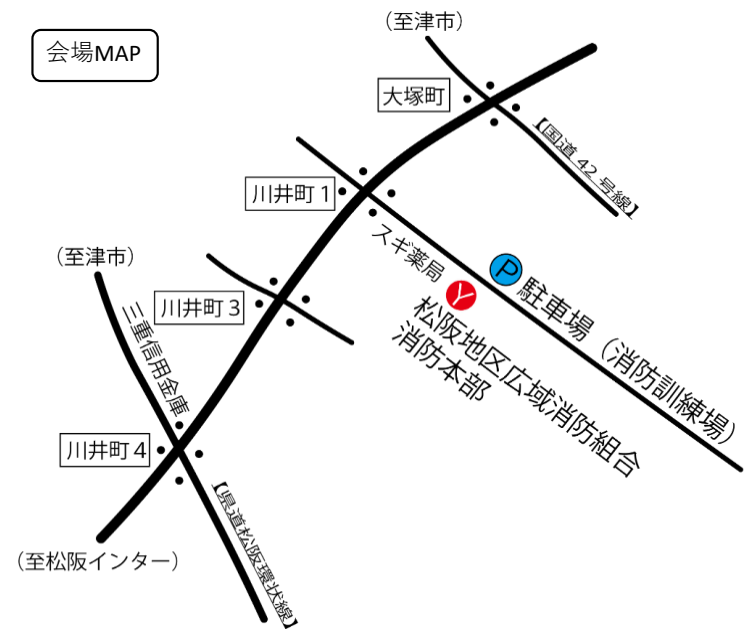 会場MAP
(至津市)
大塚町
【国道 42 号線】
川井町 1
スギ薬局
P
駐車場(消防訓練場)
Y
松阪地区広域消防組合
消防本部
(至津市)
川井町 3
三重信用金庫
川井町 4
【県道松阪環状線】
(至松阪インター)